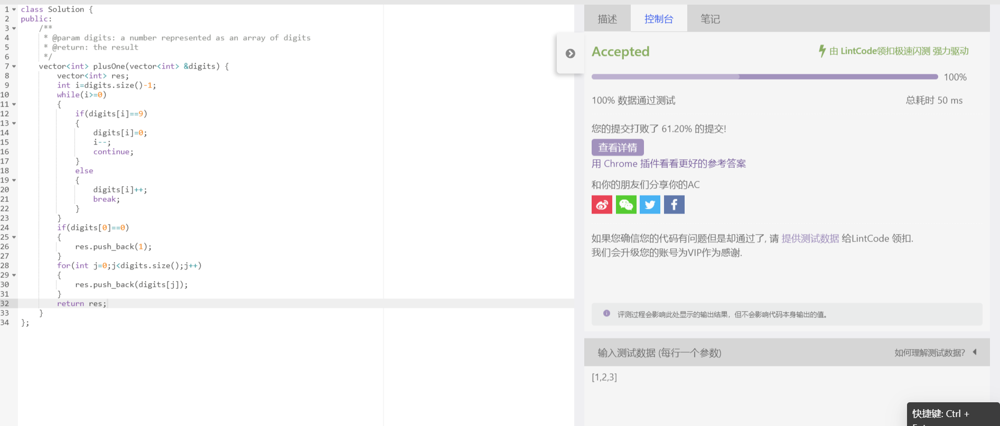 1 class Solution {
2 public:
3     /**
4      * @param digits: a number represented as an array of digits
5      * @return: the result
6      */
7     vector<int> plusOne(vector<int> &digits) {
8         vector<int> res;
9         int i=digits.size()-1;
10         while(i>=0)
11         {
12             if(digits[i]==9)
13             {
14                 digits[i]=0;
15                 i--;
16                 continue;
17             }
18             else
19             {
20                 digits[i]++;
21                 break;
22             }
23         }
24         if(digits[0]==0)
25         {
26             res.push_back(1);
27         }
28         for(int j=0;j<digits.size();j++)
29         {
30             res.push_back(digits[j]);
31         }
32         return res;
33     }
34 };
描述 控制台 笔记
Accepted 由 LintCode领扣极速闪测 强力驱动
100%
100% 数据通过测试 总耗时 50 ms
您的提交打败了 61.20% 的提交!
查看详情
用 Chrome 插件看看更好的参考答案
和你的朋友们分享你的AC
如果您确信您的代码有问题但是却通过了, 请 提供测试数据 给LintCode 领扣.
我们会升级您的账号为VIP作为感谢.
评测过程会影响此处显示的输出结果，但不会影响代码本身输出的值。
输入测试数据 (每行一个参数) 如何理解测试数据?
[1,2,3]
快捷键: Ctrl +